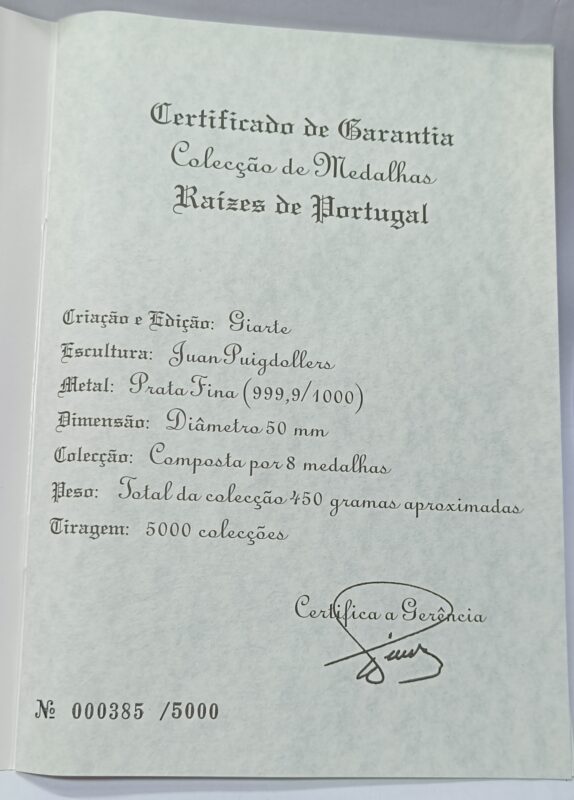 Certificado de Garantia
Colecção de Medalhas
Raízes de Portugal
Criação e Edição: Giarte
Escultura: Juan Puigdollers
Metal: Prata Fina (999,9/1000)
Dimensão: Diâmetro 50 mm
Colecção: Composta por 8 medalhas
Peso: Total da colecção 450 gramas aproximadas
Tiragem: 5000 colecções
Certifica a Gerência
№ 000385 /5000